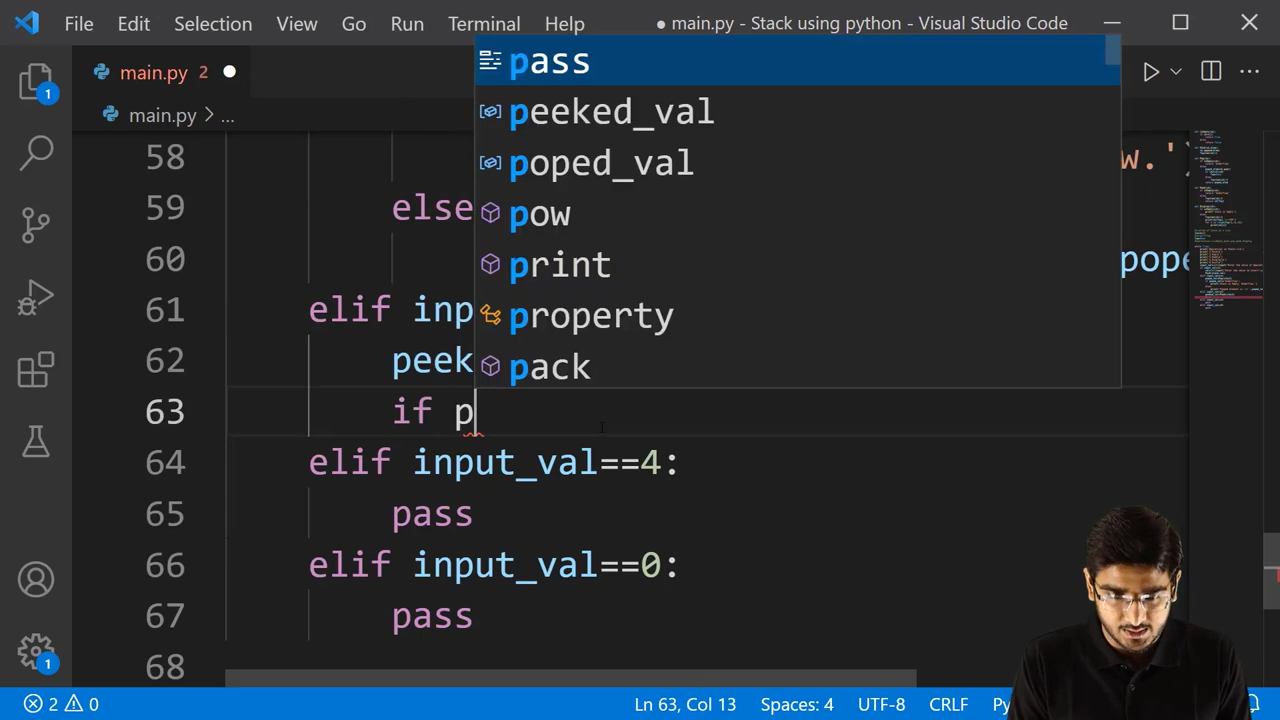 File Edit Selection View Go Run Terminal Help ● main.py - Stack using python - Visual Studio Code
main.py 2
main.py > ...
1
1
pass
peeked_val
poped_val
pow
print
property
pack
58 w.')
59 else
60 pope
61 elif inp
62 peek
63 if p
64 elif input_val==4:
65 pass
66 elif input_val==0:
67 pass
68
2 0 Ln 63, Col 13 Spaces: 4 UTF-8 CRLF Py